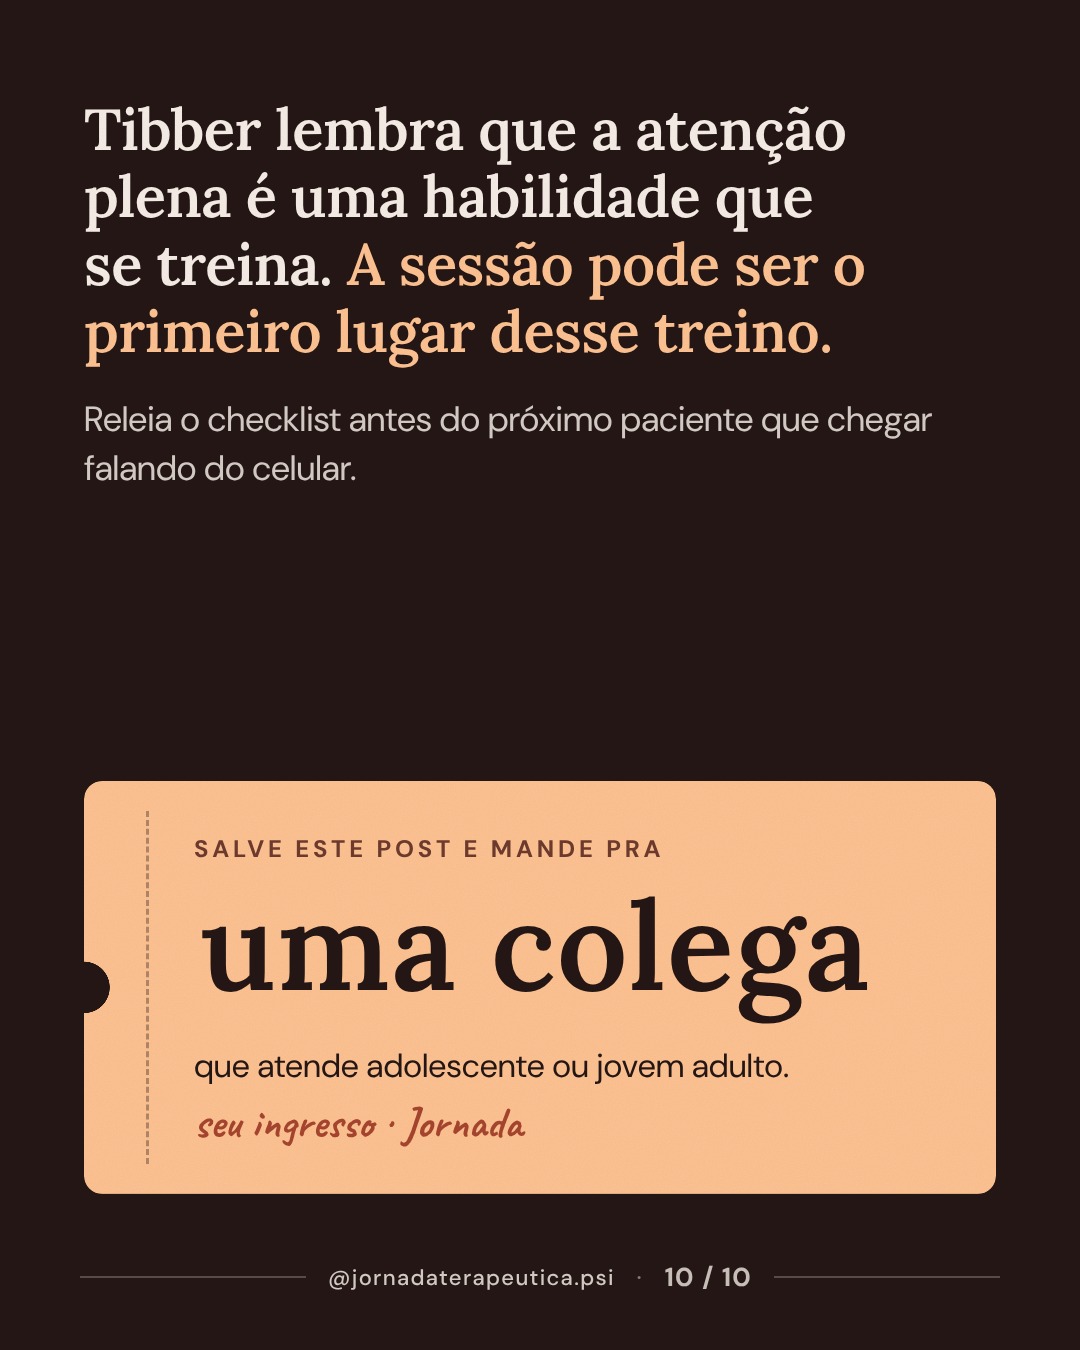 Tibber lembra que a atenção
plena é uma habilidade que
se treina. A sessão pode ser o
primeiro lugar desse treino.
Releia o checklist antes do próximo paciente que chegar
falando do celular.
SALVE ESTE POST E MANDE PRA
uma colega
que atende adolescente ou jovem adulto.
seu ingresso · Jornada
@jornadaterapeutica.psi · 10 / 10